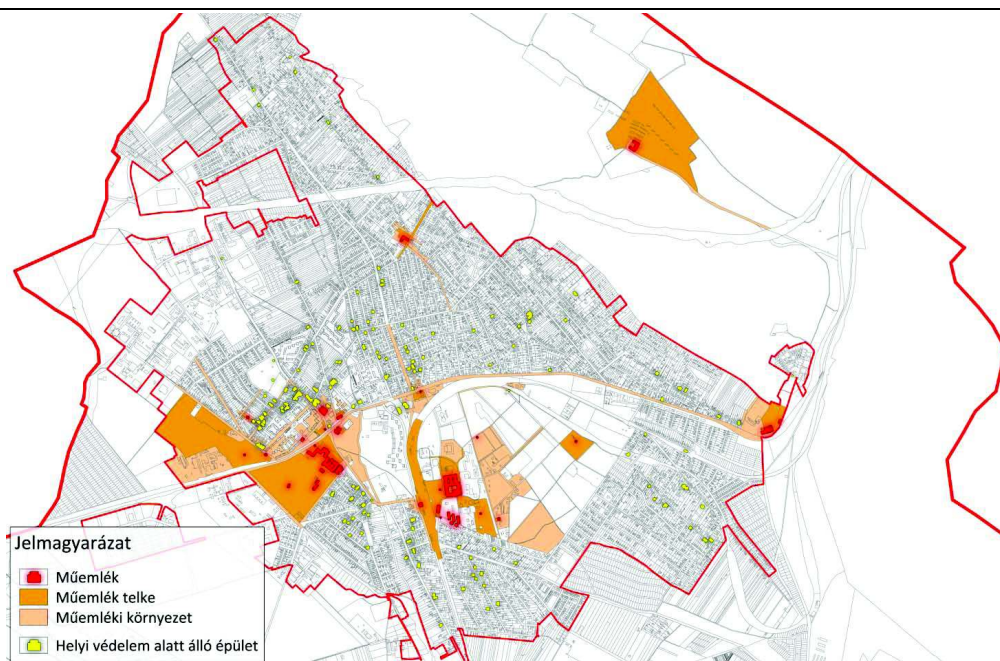 Jelmagyarázat
Műemlék
Műemlék telke
Műemléki környezet
Helyi védelem alatt álló épület